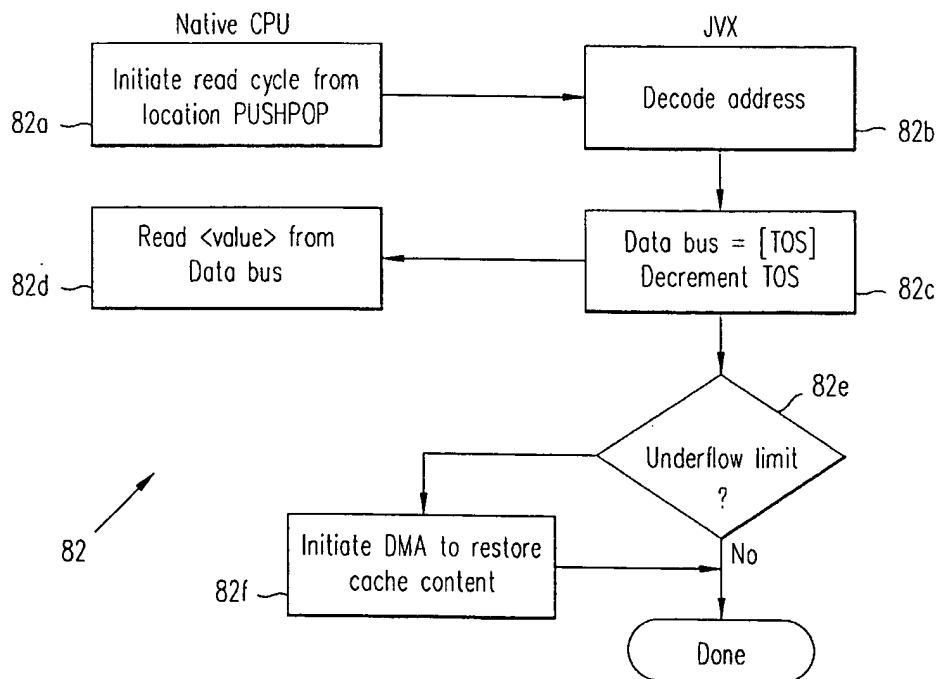 Native CPU
JVX
Initiate read cycle from
location PUSHPOP
82a
Decode address
82b
Read <value> from
Data bus
82d
Data bus = [TOS]
Decrement TOS
82c
82e
Underflow limit
?
82
Initiate DMA to restore
cache content
82f
No
Done